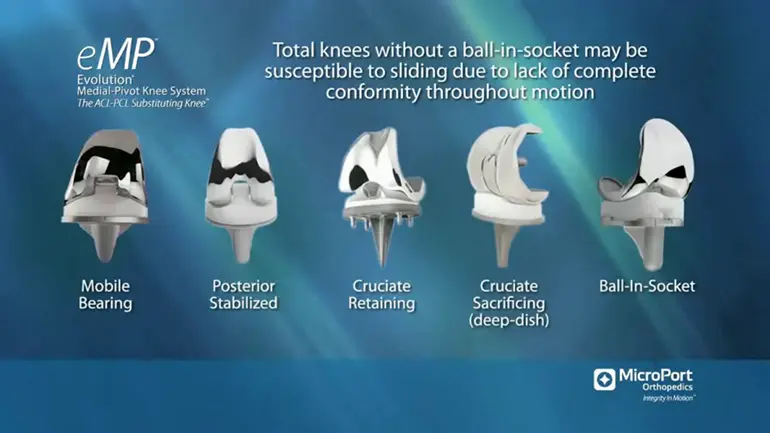 eMP™
Evolution®
Medial-Pivot Knee System
The ACL-PCL Substituting Knee™
Total knees without a ball-in-socket may be
susceptible to sliding due to lack of complete
conformity throughout motion
Mobile
Bearing
Posterior
Stabilized
Cruciate
Retaining
Cruciate
Sacrificing
(deep-dish)
Ball-In-Socket
MicroPort
Orthopedics
Integrity In Motion™